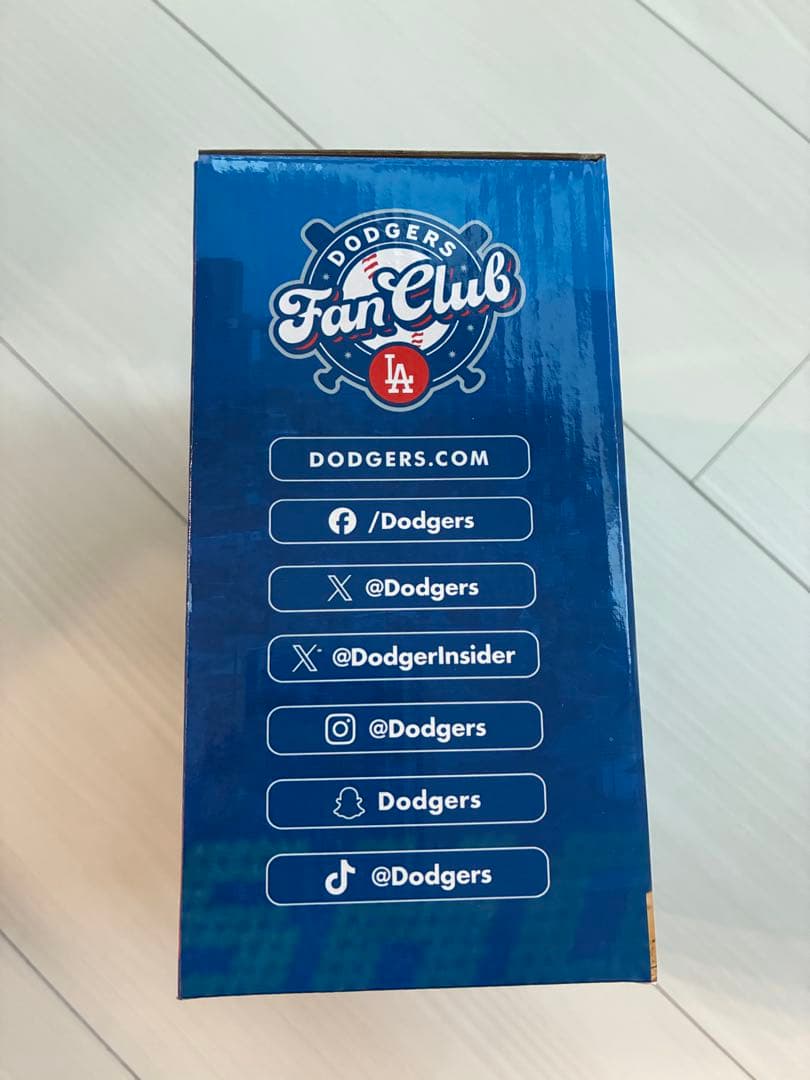 DODGERS
Fan Club
LA
DODGERS.COM
/Dodgers
@Dodgers
@DodgerInsider
@Dodgers
Dodgers
@Dodgers